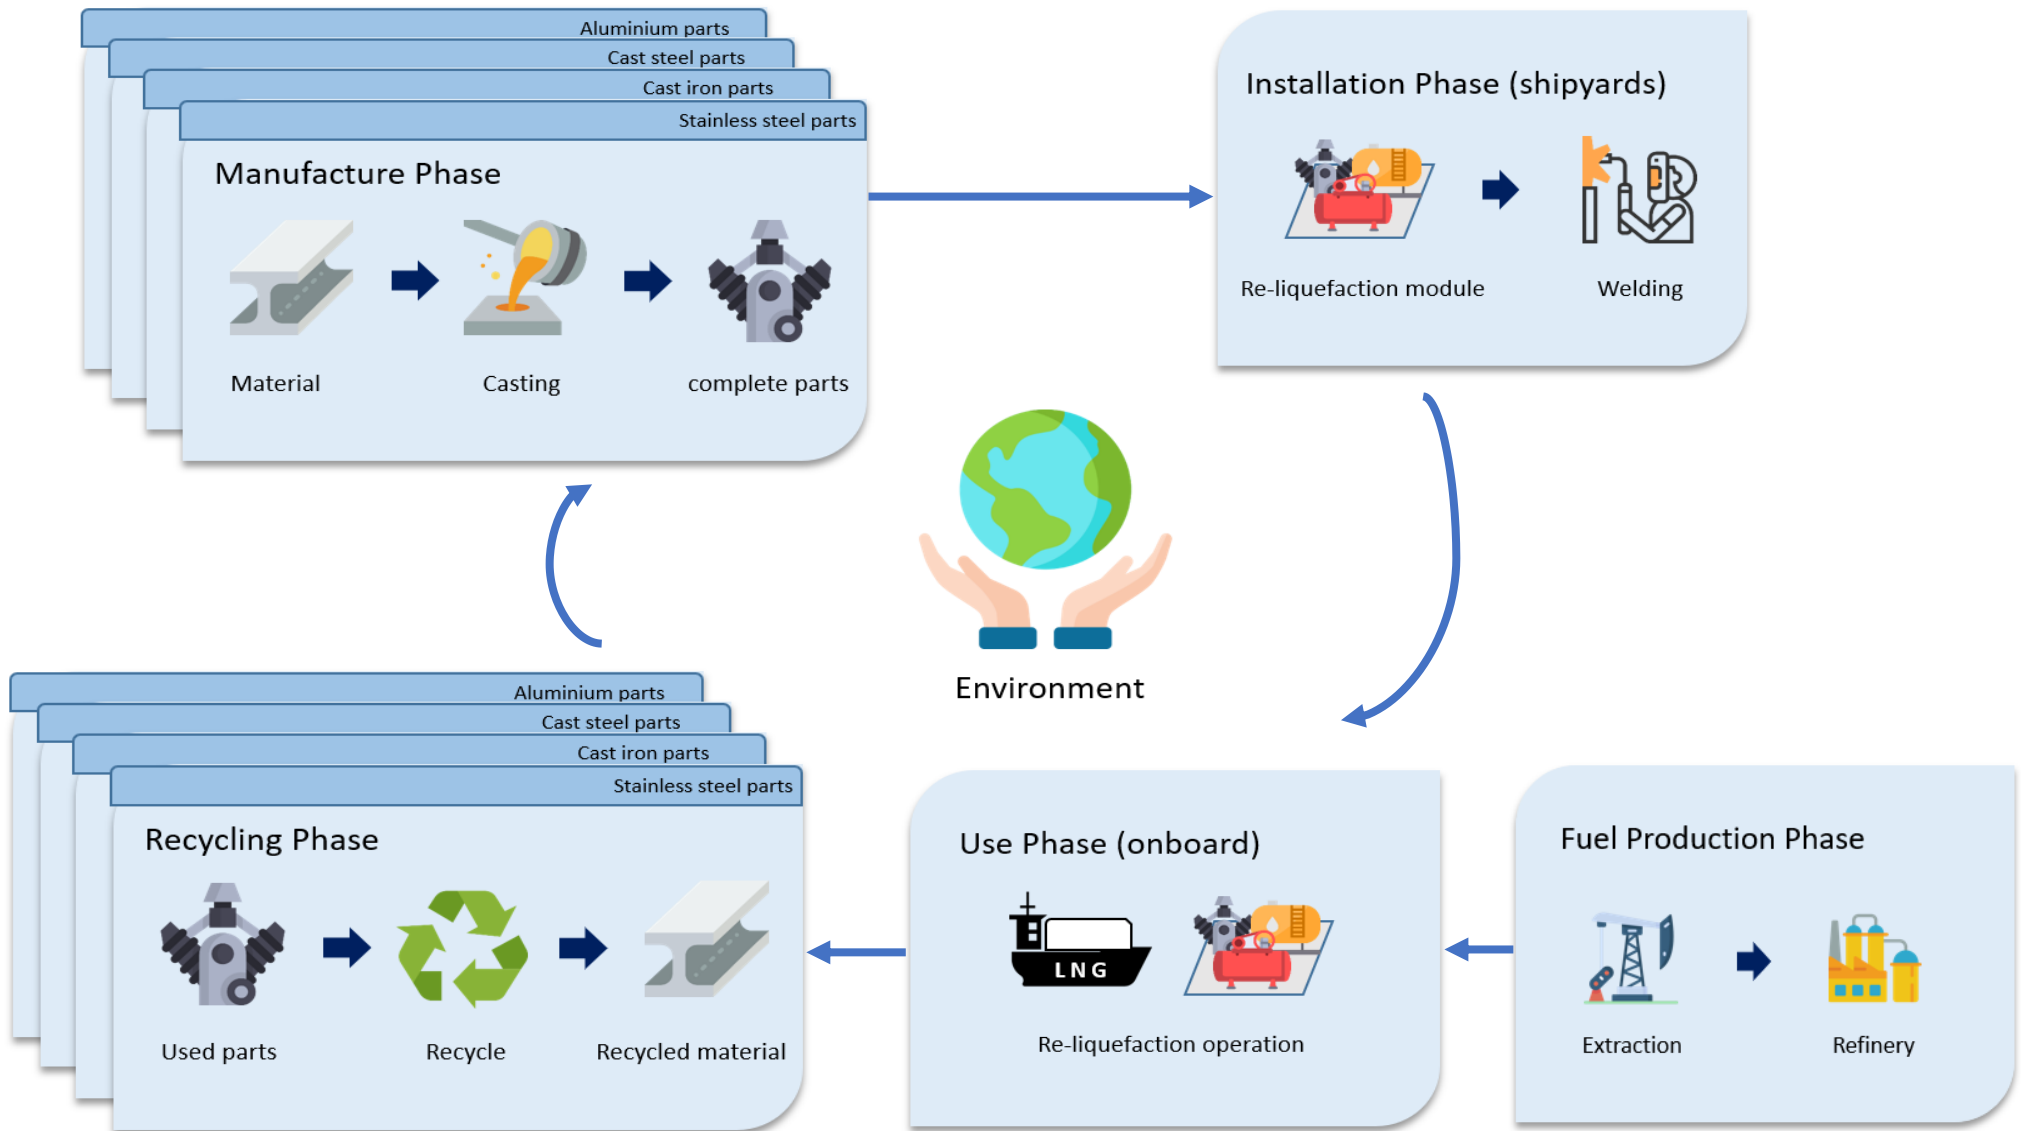 Aluminium parts
Cast steel parts
Cast iron parts
Stainless steel parts
Manufacture Phase
Material
Casting
complete parts
Installation Phase (shipyards)
Re-liquefaction module
Welding
Environment
Aluminium parts
Cast steel parts
Cast iron parts
Stainless steel parts
Recycling Phase
Used parts
Recycle
Recycled material
Use Phase (onboard)
LNG
Re-liquefaction operation
Fuel Production Phase
Extraction
Refinery